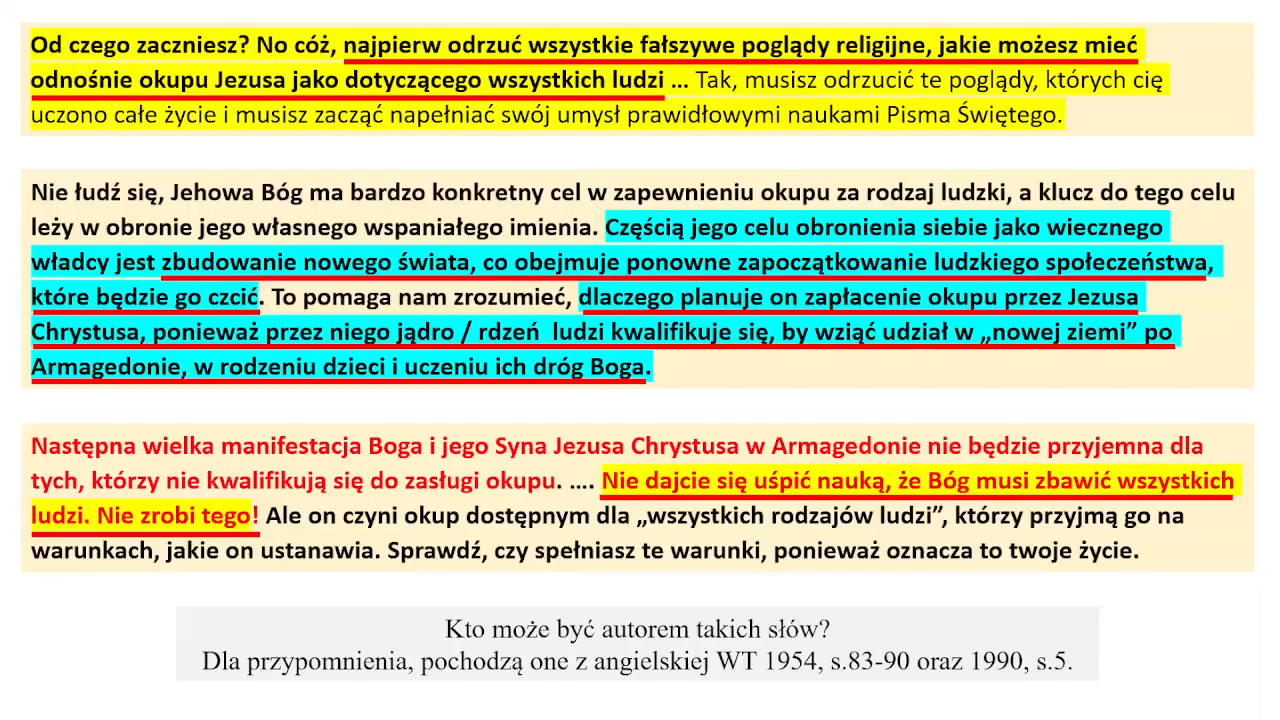 Od czego zaczniesz? No cóż, najpierw odrzuć wszystkie fałszywe poglądy religijne, jakie możesz mieć
odnośnie okupu Jezusa jako dotyczącego wszystkich ludzi ... Tak, musisz odrzucić te poglądy, których cię
uczono całe życie i musisz zacząć napełniać swój umysł prawidłowymi naukami Pisma Świętego.
Nie łudź się, Jehowa Bóg ma bardzo konkretny cel w zapewnieniu okupu za rodzaj ludzki, a klucz do tego celu
leży w obronie jego własnego wspaniałego imienia. Częścią jego celu obronienia siebie jako wiecznego
władcy jest zbudowanie nowego świata, co obejmuje ponowne zapoczątkowanie ludzkiego społeczeństwa,
które będzie go czcić. To pomaga nam zrozumieć, dlaczego planuje on zapłacenie okupu przez Jezusa
Chrystusa, ponieważ przez niego jądro / rdzeń ludzi kwalifikuje się, by wziąć udział w „nowej ziemi” po
Armagedonie, w rodzeniu dzieci i uczeniu ich dróg Boga.
Następna wielka manifestacja Boga i jego Syna Jezusa Chrystusa w Armagedonie nie będzie przyjemna dla
tych, którzy nie kwalifikują się do zasługi okupu. .... Nie dajcie się uśpić nauką, że Bóg musi zbawić wszystkich
ludzi. Nie zrobi tego! Ale on czyni okup dostępnym dla „wszystkich rodzajów ludzi”, którzy przyjmą go na
warunkach, jakie on ustanawia. Sprawdź, czy spełniasz te warunki, ponieważ oznacza to twoje życie.
Kto może być autorem takich słów?
Dla przypomnienia, pochodzą one z angielskiej WT 1954, s.83-90 oraz 1990, s.5.